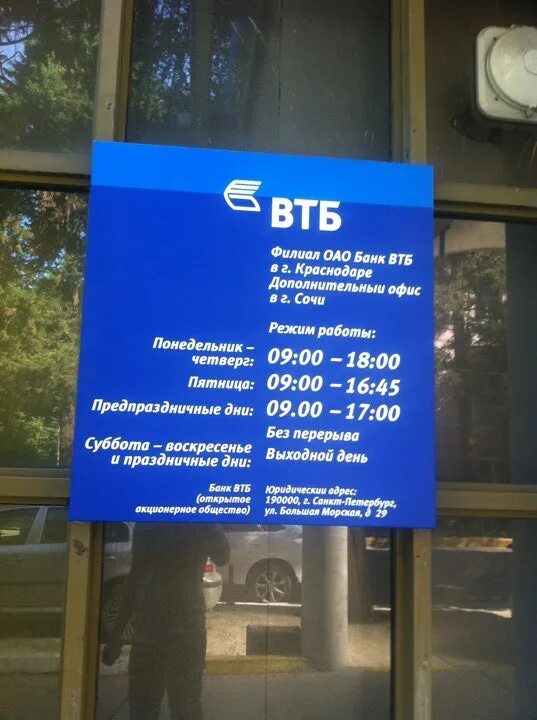 ВТБ
Филиал ОАО Банк ВТБ
в г. Краснодаре
Дополнительный офис
в г. Сочи
Режим работы:
Понедельник –
четверг: 09:00 – 18:00
Пятница: 09:00 – 16:45
Предпраздничные дни: 09.00 – 17:00
Без перерыва
Суббота – воскресенье
и праздничные дни: Выходной день
Банк ВТБ
(открытое
акционерное общество)
Юридический адрес:
190000, г. Санкт-Петербург,
ул. Большая Морская, д 29